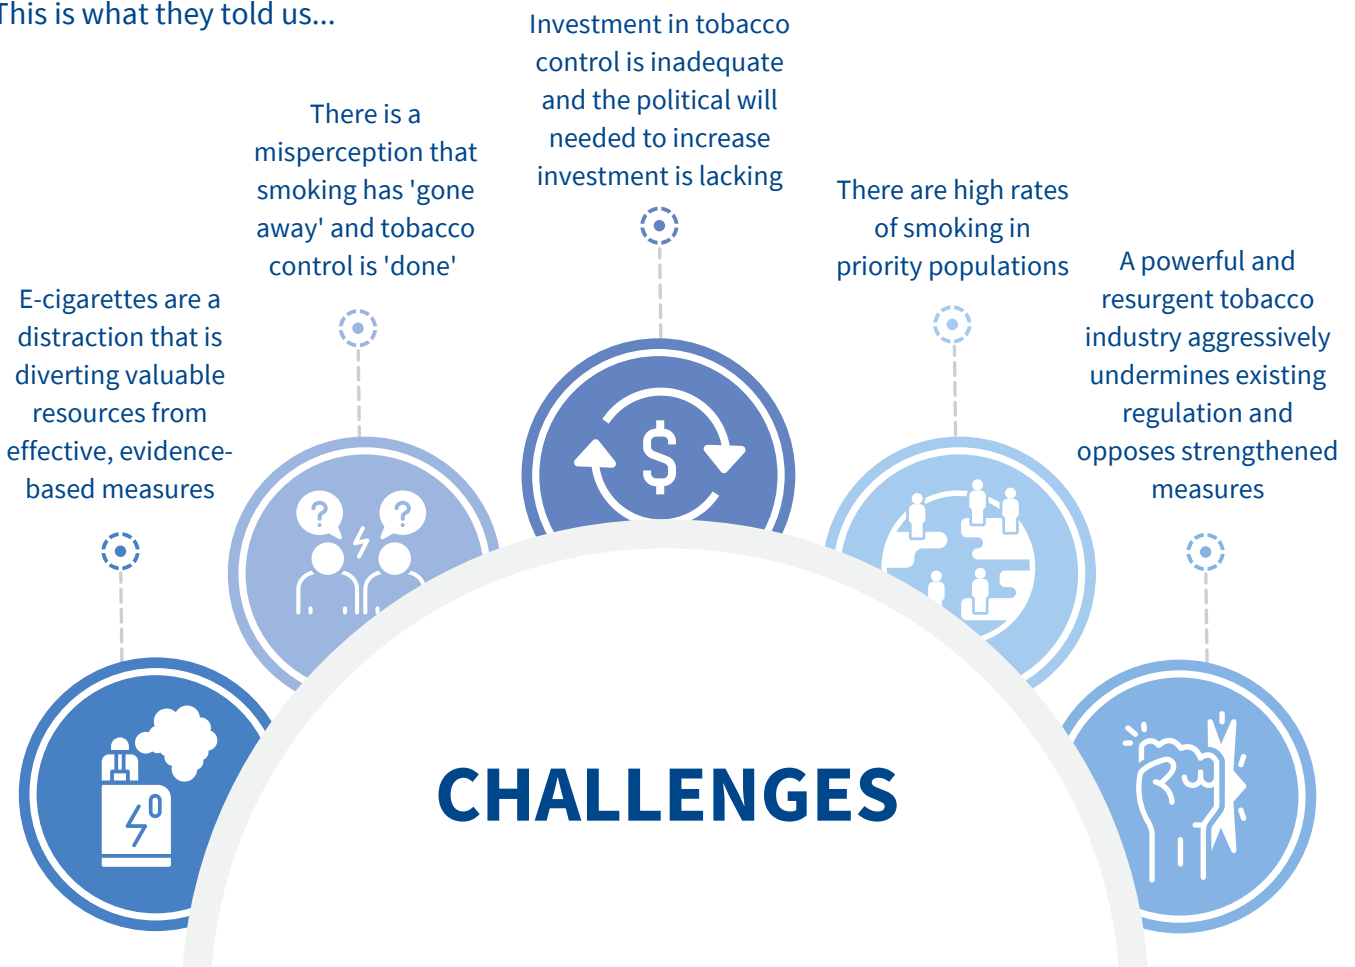 This is what they told us...
E-cigarettes are a
distraction that is
diverting valuable
resources from
effective, evidence-
based measures
There is a
misperception that
smoking has 'gone
away' and tobacco
control is 'done'
Investment in tobacco
control is inadequate
and the political will
needed to increase
investment is lacking
There are high rates
of smoking in
priority populations
A powerful and
resurgent tobacco
industry aggressively
undermines existing
regulation and
opposes strengthened
measures
? ?
$
CHALLENGES